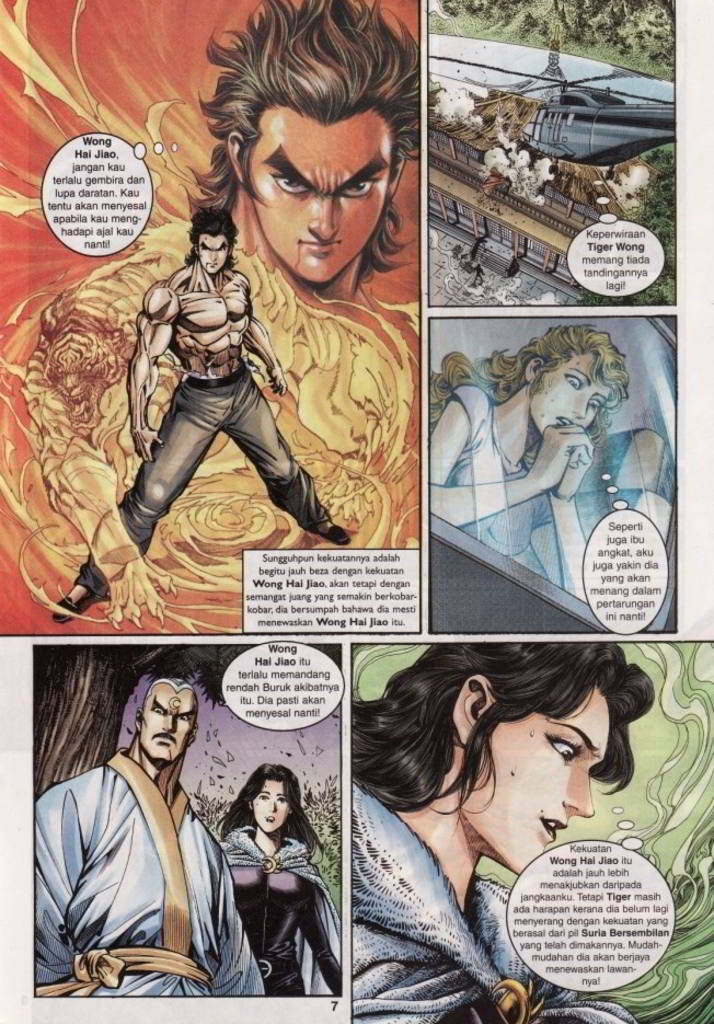 Wong
Hai Jiao,
jangan kau
terlalu gembira dan
lupa daratan. Kau
tentu akan menyesal
apabila kau meng-
hadapi ajal kau
nanti!
Sungguhpun kekuatannya adalah
begitu jauh beza dengan kekuatan
Wong Hai Jiao, akan tetapi dengan
semangat juang yang semakin berkobar-
kobar, dia bersumpah bahawa dia mesti
menewaskan Wong Hai Jiao itu.
Keperwiraan
Tiger Wong
memang tiada
tandingannya
lagi!
Seperti
juga ibu
angkat, aku
juga yakin dia
yang akan
menang dalam
pertarungan
ini nanti!
Wong
Hai Jiao itu
terlalu memandang
rendah Buruk akibatnya
itu. Dia pasti akan
menyesal nanti!
Kekuatan
Wong Hai Jiao itu
adalah jauh lebih
menakjubkan daripada
jangkaanku. Tetapi Tiger masih
ada harapan kerana dia belum lagi
menyerang dengan kekuatan yang
berasal dari pil Suria Bersembilan
yang telah dimakannya. Mudah-
mudahan dia akan berjaya
menewaskan lawan-
nya!
7